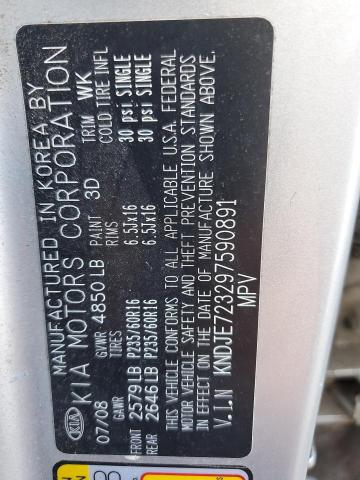 MANUFACTURED IN KOREA BY
KIA KIA MOTORS CORPORATION
07/08 GVWR 4850 LB PAINT 3D TRIM WK
GAWR TIRES RIMS COLD TIRE INFL
FRONT 2579 LB P235/60R16 6.5Jx16 30 psi SINGLE
REAR 2646 LB P235/60R16 6.5Jx16 30 psi SINGLE
THIS VEHICLE CONFORMS TO ALL APPLICABLE U.S.A. FEDERAL
MOTOR VEHICLE SAFETY AND THEFT PREVENTION STANDARDS
IN EFFECT ON THE DATE OF MANUFACTURE SHOWN ABOVE.
V.I.N KNDJE723297590891
MPV